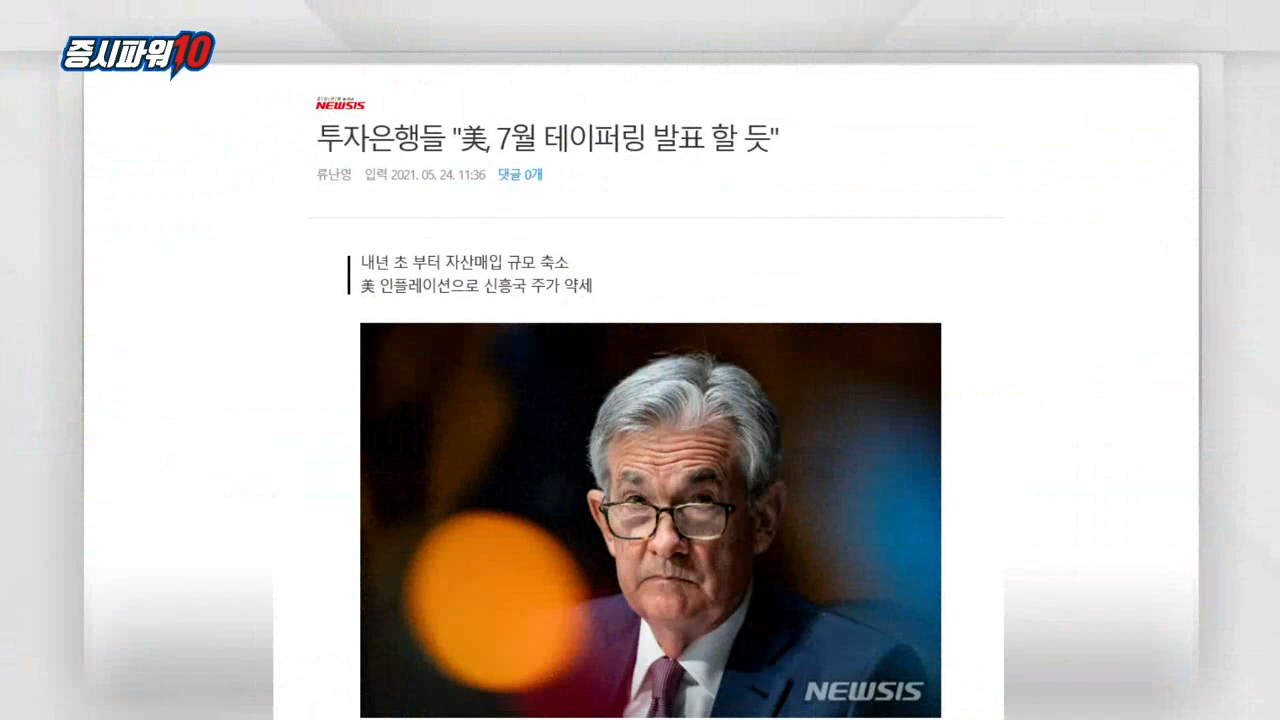 증시파워10
NEWSIS
투자은행들 "美, 7월 테이퍼링 발표 할 듯"
류난영 입력 2021. 05. 24. 11:36 댓글 0개
내년 초 부터 자산매입 규모 축소
美 인플레이션으로 신흥국 주가 약세
NEWSIS